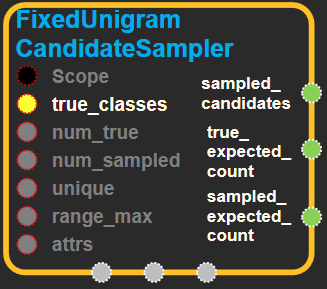 FixedUnigram
CandidateSampler
Scope
true_classes
num_true
num_sampled
unique
range_max
attrs
sampled_
candidates
true_
expected_
count
sampled_
expected_
count